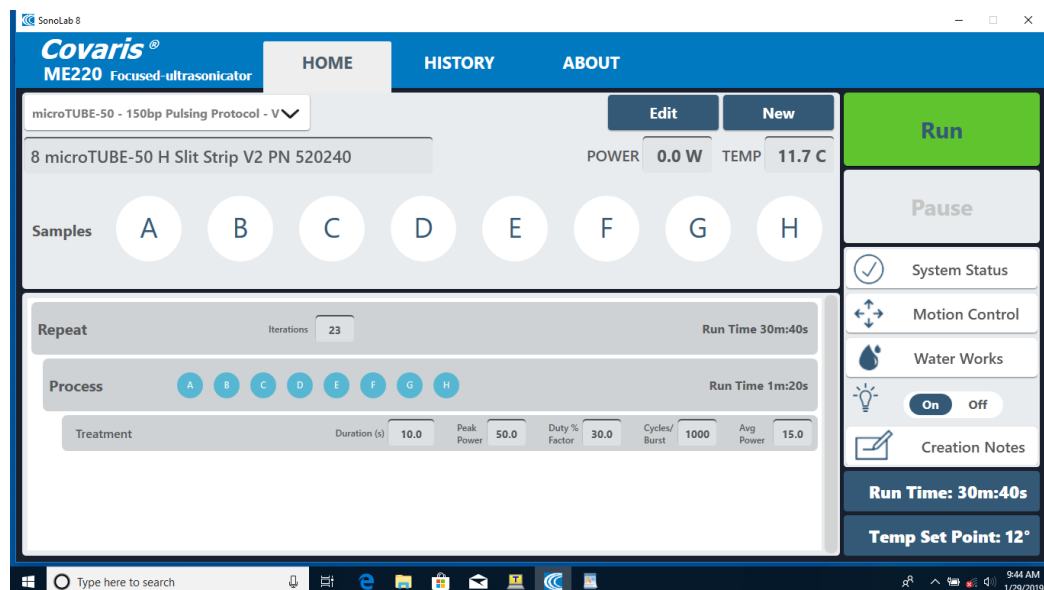 SonoLab 8
Covaris ®
ME220 Focused-ultrasonicator
HOME HISTORY ABOUT
microTUBE-50 - 150bp Pulsing Protocol - V
Edit New
8 microTUBE-50 H Slit Strip V2 PN 520240
POWER 0.0 W TEMP 11.7 C
Samples A B C D E F G H
Repeat Iterations 23 Run Time 30m:40s
Process A B C D E F G H Run Time 1m:20s
Treatment Duration (s) 10.0 Peak Power 50.0 Duty % Factor 30.0 Cycles/ Burst 1000 Avg Power 15.0
Run
Pause
System Status
Motion Control
Water Works
On Off
Creation Notes
Run Time: 30m:40s
Temp Set Point: 12°
Type here to search
9:44 AM
1/29/2019